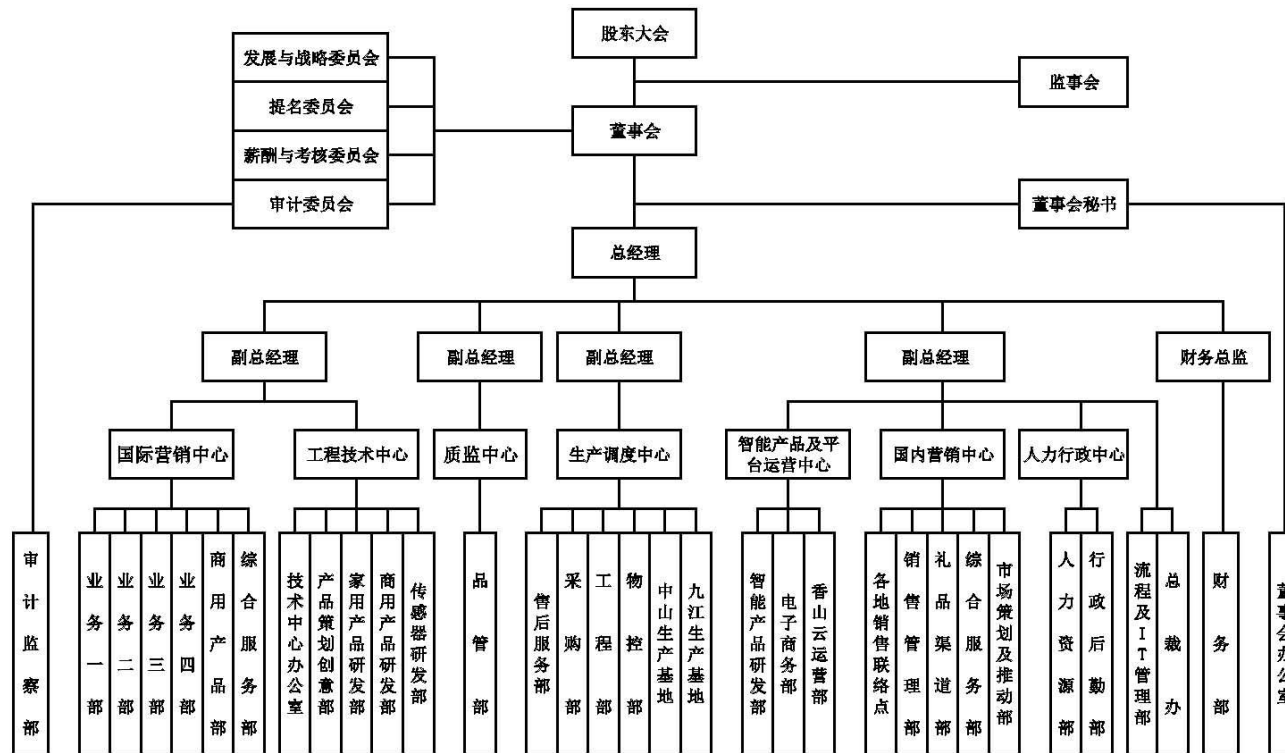 股东大会
发展与战略委员会
监事会
提名委员会
董事会
薪酬与考核委员会
审计委员会
董事会秘书
总经理
副总经理
副总经理
副总经理
副总经理
财务总监
国际营销中心
工程技术中心
质监中心
生产调度中心
智能产品及平
台运营中心
国内营销中心
人力行政中心
审计监察部
业务一部
业务二部
业务三部
业务四部
商用产品部
综合服务部
技术中心办公室
产品策划创意部
家用产品研发部
商用产品研发部
传感器研发部
品管部
售后服务部
采购部
工程部
物控部
中山生产基地
九江生产基地
智能产品研发部
电子商务部
香山云运营部
各地销售联络点
销售管理部
礼品渠道部
综合服务部
市场策划及推动部
人力资源部
行政后勤部
流程及IT管理部
总裁办
财务部
董事会办公室